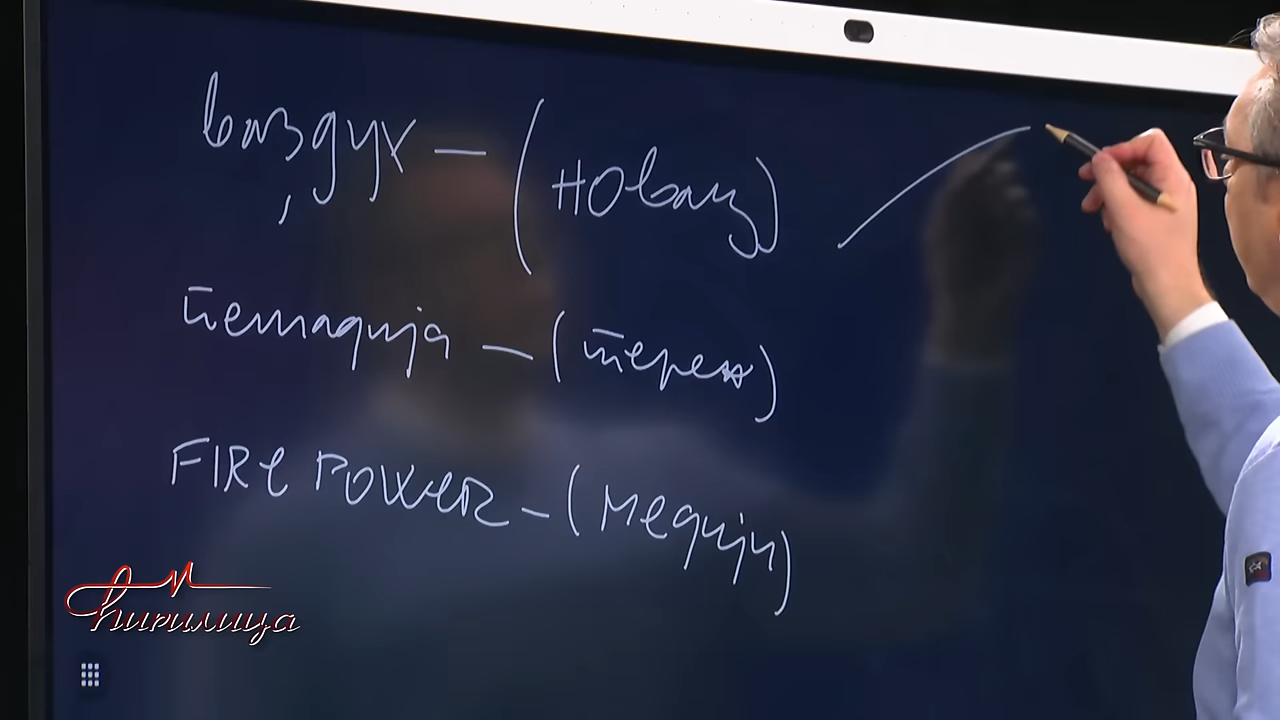 ваздух – (новац)
пешадија – (терен)
FIRE POWER – (медији)
Ћирилица